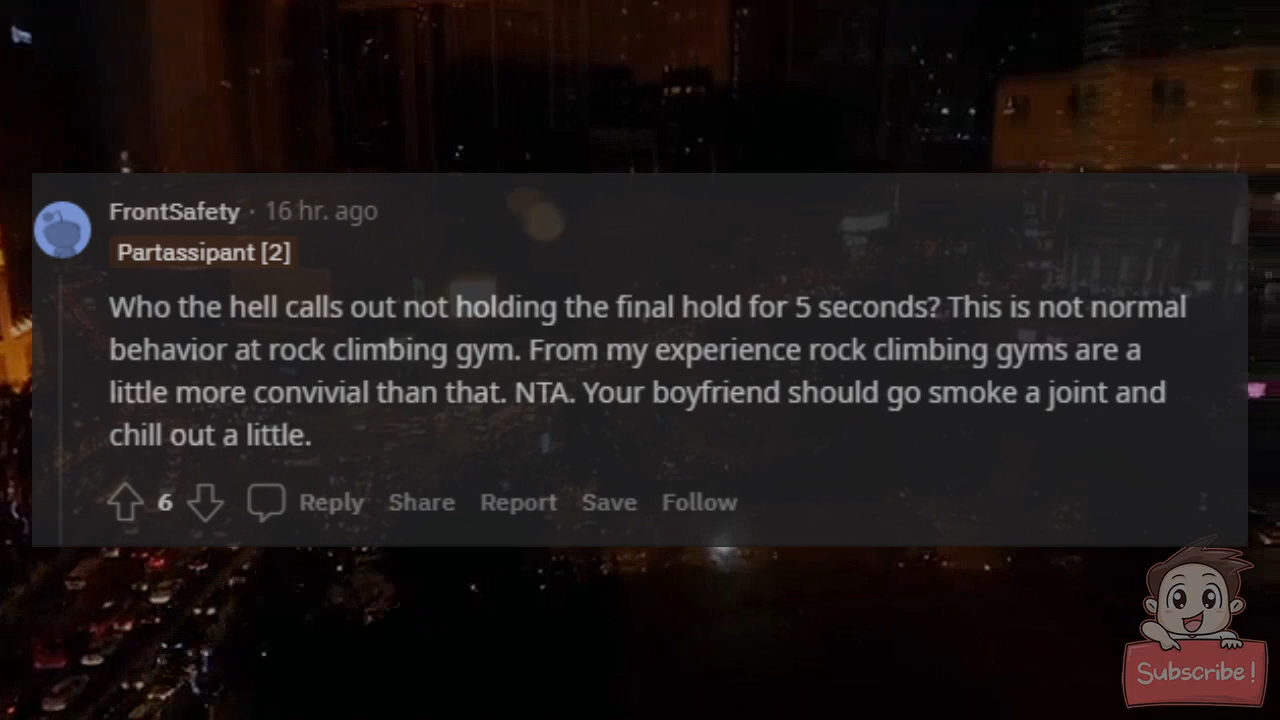 FrontSafety · 16 hr. ago
Partassipant [2]
Who the hell calls out not holding the final hold for 5 seconds? This is not normal
behavior at rock climbing gym. From my experience rock climbing gyms are a
little more convivial than that. NTA. Your boyfriend should go smoke a joint and
chill out a little.
6 Reply Share Report Save Follow
Subscribe!